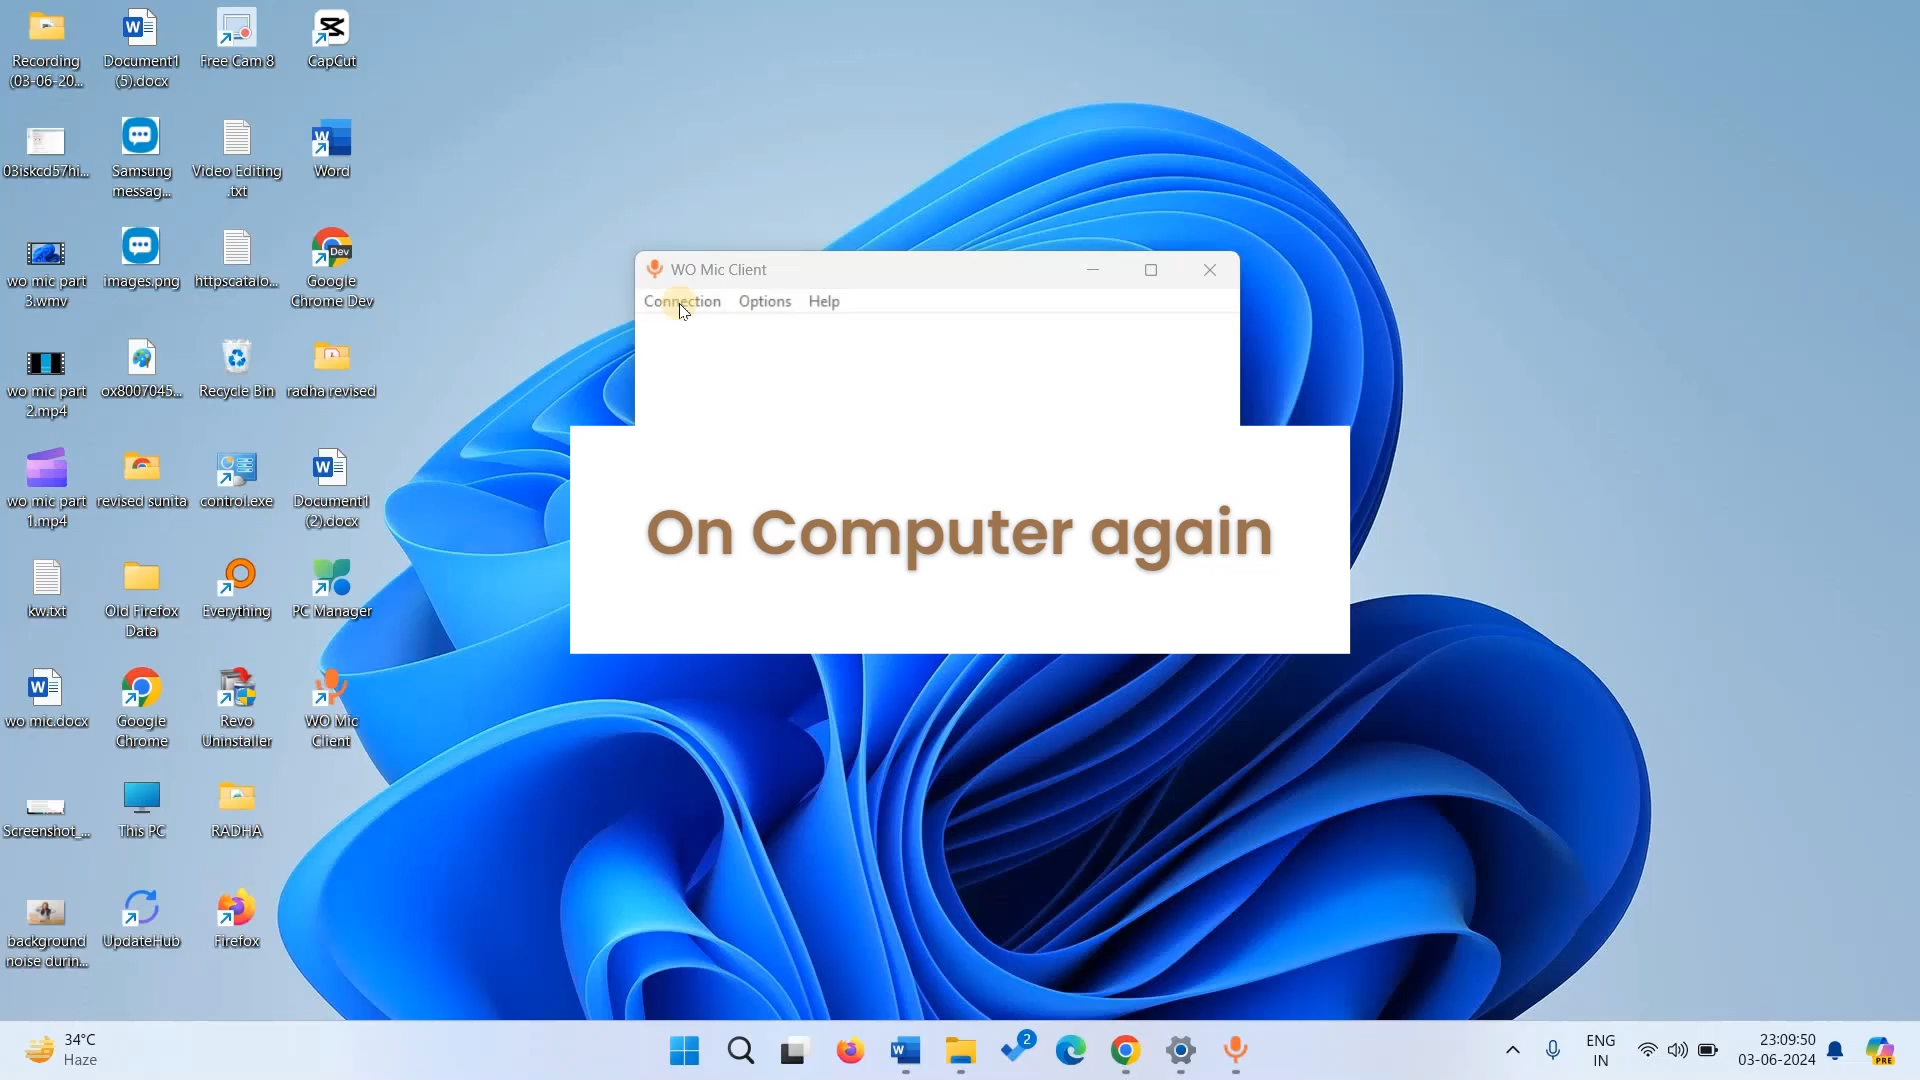 Recording
(03-06-20...
Document1
(5).docx
Free Cam 8
CapCut
03iskcd57hi...
Samsung
messag...
Video Editing
.txt
Word
wo mic part
3.wmv
images.png
httpscatalo...
Dev
Google
Chrome Dev
wo mic part
2.mp4
ox8007045...
Recycle Bin
radha revised
wo mic part
1.mp4
revised sunita
control.exe
Document1
(2).docx
kw.txt
Old Firefox
Data
Everything
PC Manager
wo mic.docx
Google
Chrome
Revo
Uninstaller
WO Mic
Client
Screenshot_...
This PC
RADHA
background
noise durin...
UpdateHub
Firefox
WO Mic Client
Connection Options Help
On Computer again
34°C
Haze
2
ENG
IN
23:09:50
03-06-2024
PRE